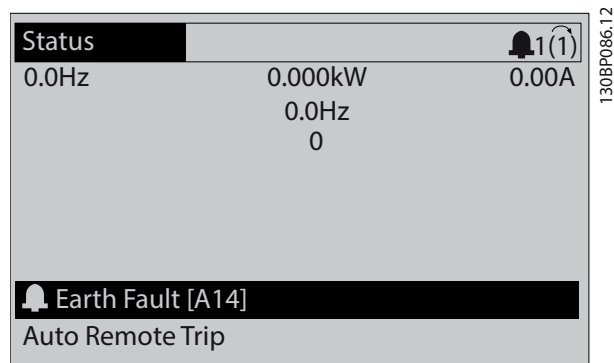 Status 1(1)
0.0Hz 0.000kW 0.00A
0.0Hz
0
Earth Fault [A14]
Auto Remote Trip
130BP086.12